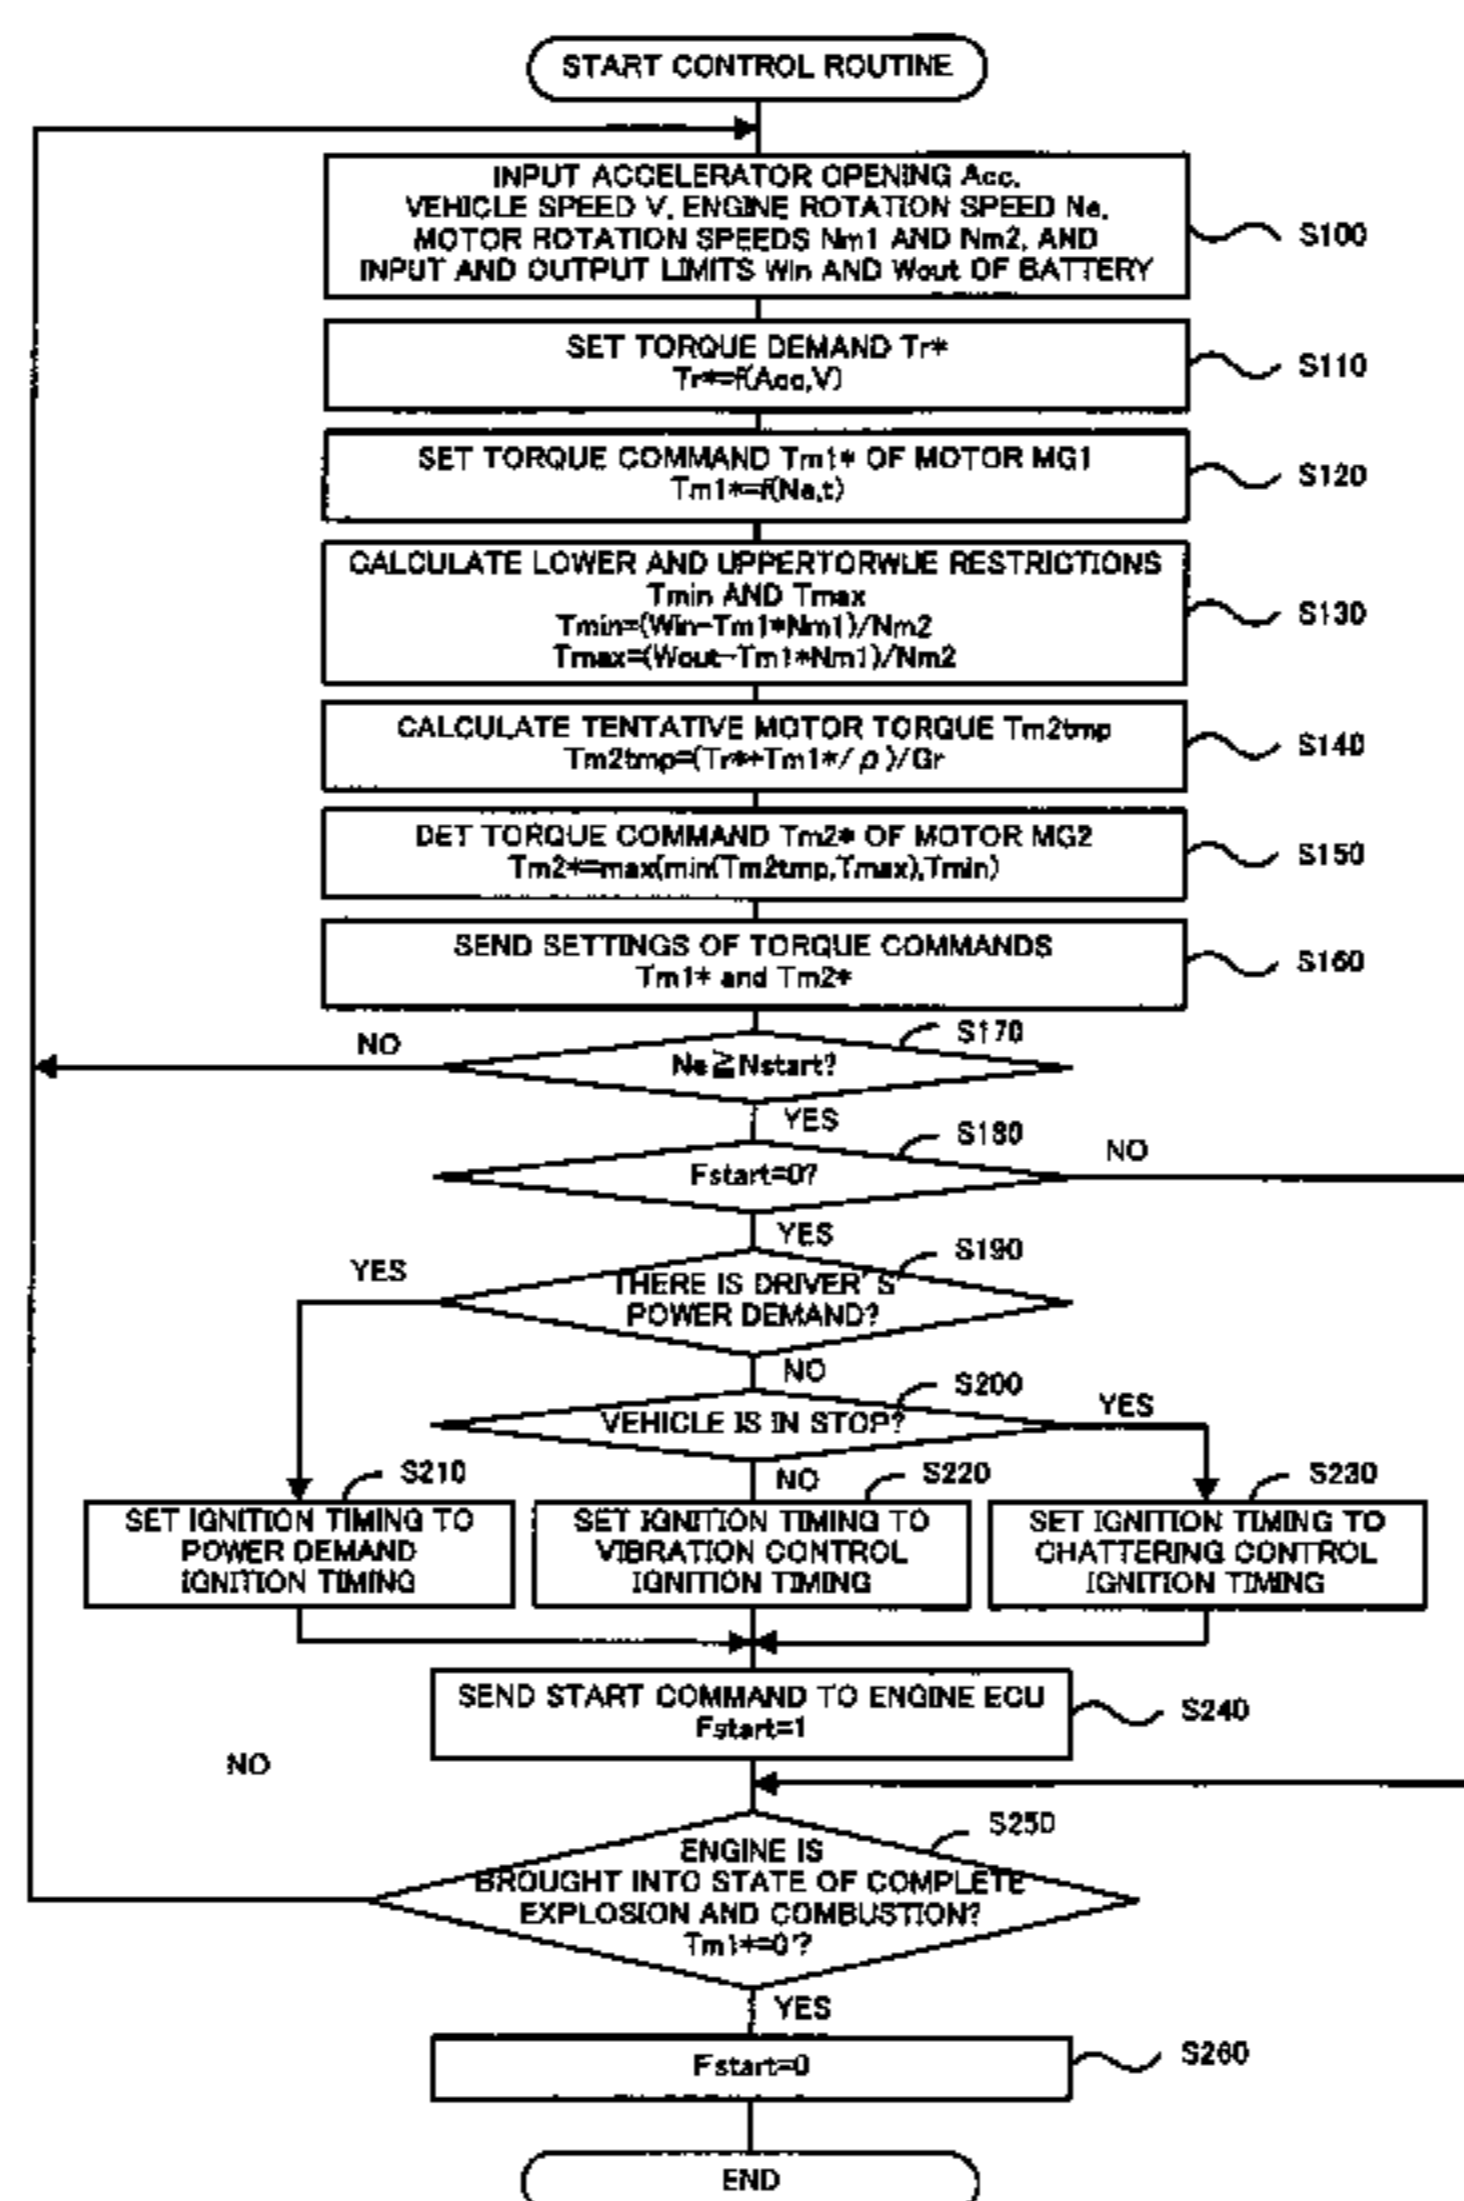 START CONTROL ROUTINE
INPUT ACCELERATOR OPENING Acc,
VEHICLE SPEED V, ENGINE ROTATION SPEED Ne,
MOTOR ROTATION SPEEDS Nm1 AND Nm2, AND
INPUT AND OUTPUT LIMITS Win AND Wout OF BATTERY
S100
SET TORQUE DEMAND Tr*
Tr*=f(Acc,V)
S110
SET TORQUE COMMAND Tm1* OF MOTOR MG1
Tm1*=f(Ne,t)
S120
CALCULATE LOWER AND UPPERTORWUE RESTRICTIONS
Tmin AND Tmax
Tmin=(Win-Tm1*Nm1)/Nm2
Tmax=(Wout-Tm1*Nm1)/Nm2
S130
CALCULATE TENTATIVE MOTOR TORQUE Tm2tmp
Tm2tmp=(Tr*+Tm1*/ρ)/Gr
S140
DET TORQUE COMMAND Tm2* OF MOTOR MG2
Tm2*=max(min(Tm2tmp,Tmax),Tmin)
S150
SEND SETTINGS OF TORQUE COMMANDS
Tm1* and Tm2*
S160
S170
NO
Ne≧Nstart?
YES
S180
NO
Fstart=0?
YES
S190
YES
THERE IS DRIVER'S
POWER DEMAND?
NO
S200
YES
VEHICLE IS IN STOP?
NO
S210
SET IGNITION TIMING TO
POWER DEMAND
IGNITION TIMING
S220
SET IGNITION TIMING TO
VIBRATION CONTROL
IGNITION TIMING
S230
SET IGNITION TIMING TO
CHATTERING CONTROL
IGNITION TIMING
SEND START COMMAND TO ENGINE ECU
Fstart=1
S240
NO
S250
ENGINE IS
BROUGHT INTO STATE OF COMPLETE
EXPLOSION AND COMBUSTION?
Tm1*=0?
YES
Fstart=0
S260
END